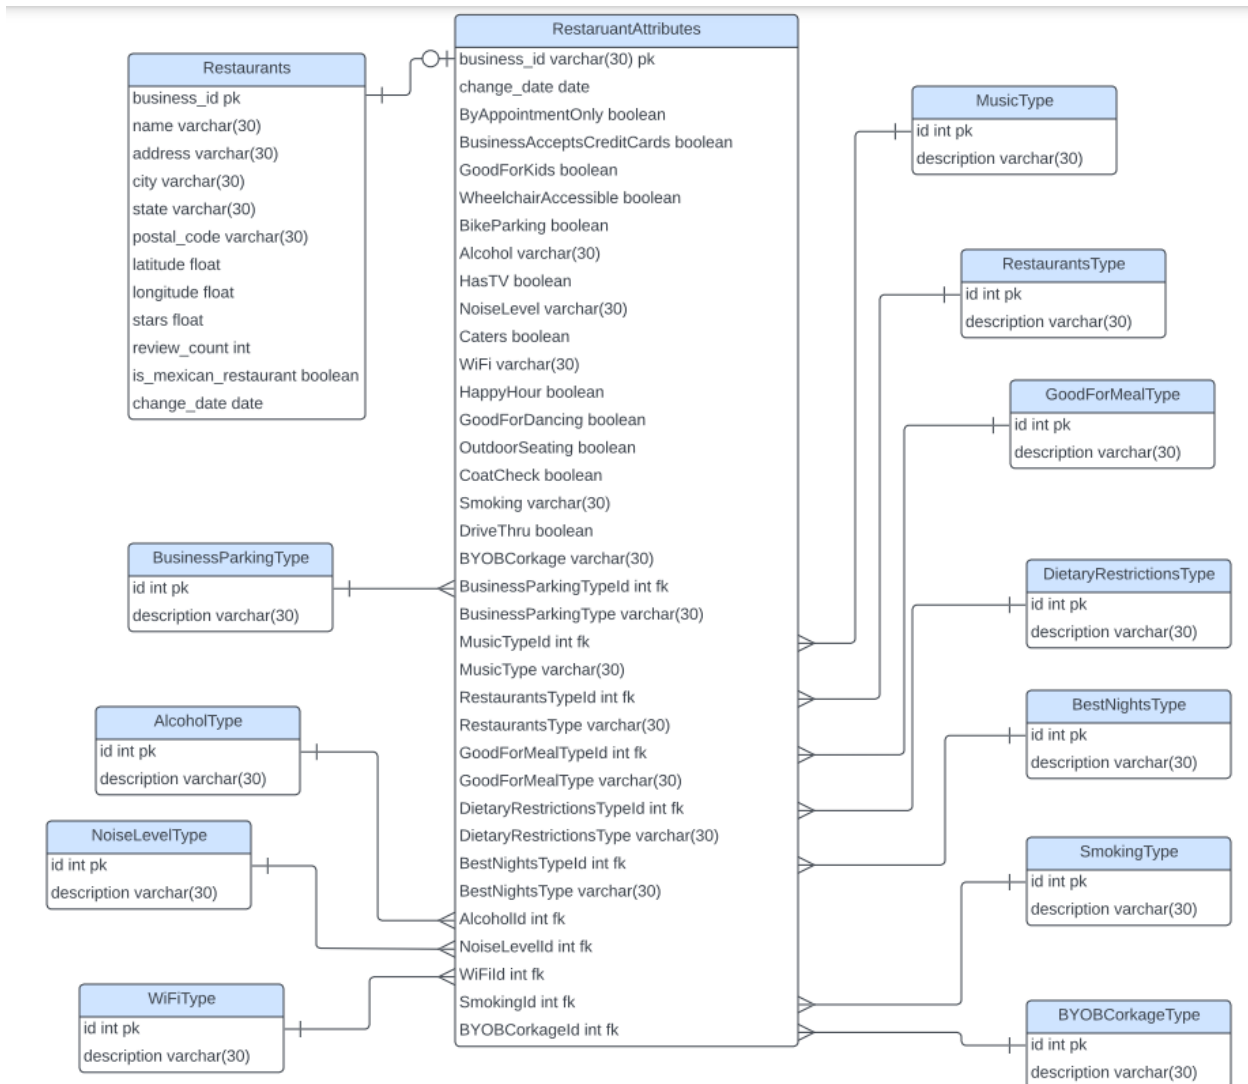 Restaurants
business_id pk
name varchar(30)
address varchar(30)
city varchar(30)
state varchar(30)
postal_code varchar(30)
latitude float
longitude float
stars float
review_count int
is_mexican_restaurant boolean
change_date date
BusinessParkingType
id int pk
description varchar(30)
AlcoholType
id int pk
description varchar(30)
NoiseLevelType
id int pk
description varchar(30)
WiFiType
id int pk
description varchar(30)
RestaruantAttributes
business_id varchar(30) pk
change_date date
ByAppointmentOnly boolean
BusinessAcceptsCreditCards boolean
GoodForKids boolean
WheelchairAccessible boolean
BikeParking boolean
Alcohol varchar(30)
HasTV boolean
NoiseLevel varchar(30)
Caters boolean
WiFi varchar(30)
HappyHour boolean
GoodForDancing boolean
OutdoorSeating boolean
CoatCheck boolean
Smoking varchar(30)
DriveThru boolean
BYOBCorkage varchar(30)
BusinessParkingTypeId int fk
BusinessParkingType varchar(30)
MusicTypeId int fk
MusicType varchar(30)
RestaurantsTypeId int fk
RestaurantsType varchar(30)
GoodForMealTypeId int fk
GoodForMealType varchar(30)
DietaryRestrictionsTypeId int fk
DietaryRestrictionsType varchar(30)
BestNightsTypeId int fk
BestNightsType varchar(30)
AlcoholId int fk
NoiseLevelId int fk
WiFiId int fk
SmokingId int fk
BYOBCorkageId int fk
MusicType
id int pk
description varchar(30)
RestaurantsType
id int pk
description varchar(30)
GoodForMealType
id int pk
description varchar(30)
DietaryRestrictionsType
id int pk
description varchar(30)
BestNightsType
id int pk
description varchar(30)
SmokingType
id int pk
description varchar(30)
BYOBCorkageType
id int pk
description varchar(30)